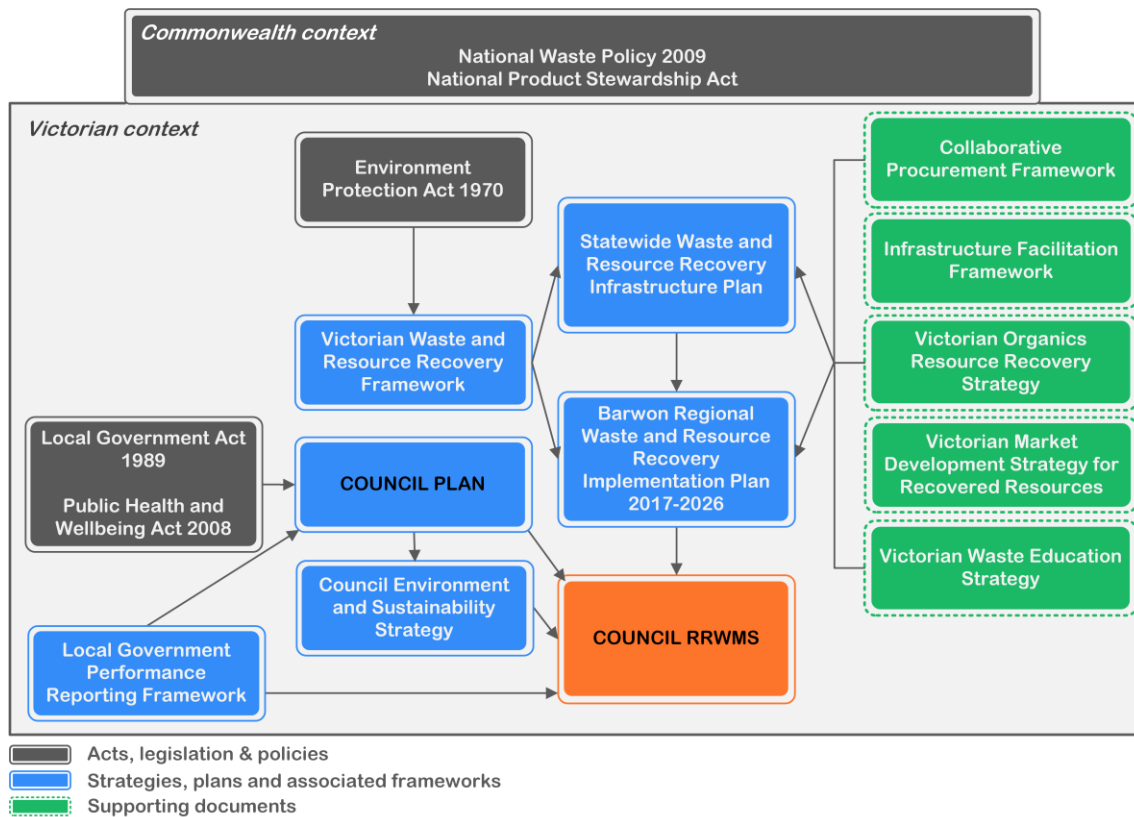 Commonwealth context
National Waste Policy 2009
National Product Stewardship Act
Victorian context
Environment
Protection Act 1970
Statewide Waste and
Resource Recovery
Infrastructure Plan
Collaborative
Procurement Framework
Infrastructure Facilitation
Framework
Victorian Waste and
Resource Recovery
Framework
Victorian Organics
Resource Recovery
Strategy
Local Government Act
1989
Public Health and
Wellbeing Act 2008
COUNCIL PLAN
Barwon Regional
Waste and Resource
Recovery
Implementation Plan
2017-2026
Victorian Market
Development Strategy for
Recovered Resources
Council Environment
and Sustainability
Strategy
Victorian Waste Education
Strategy
Local Government
Performance
Reporting Framework
COUNCIL RRWMS
Acts, legislation & policies
Strategies, plans and associated frameworks
Supporting documents